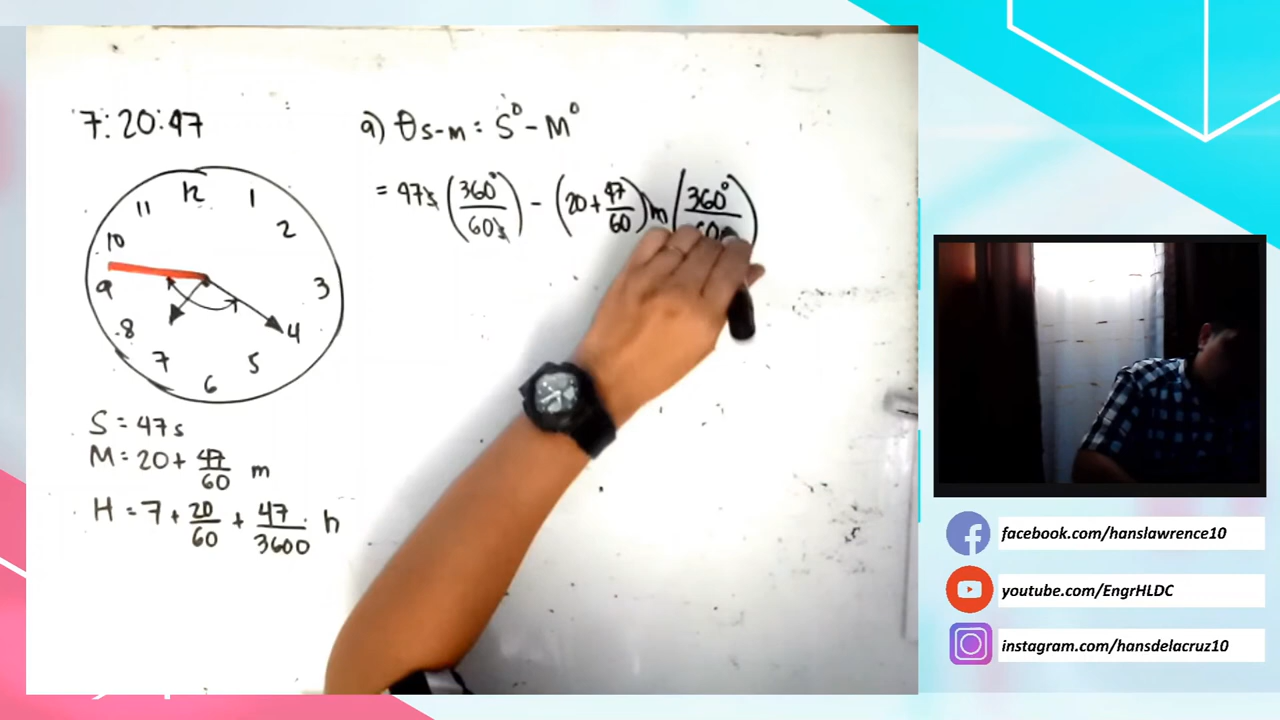 7:20:47
a) θs-m = S° - M°
= 47s (360°/60s) - (20 + 47/60) m (360°/60
12
11
1
2
10
9
3
8
4
7
5
6
S = 47s
M = 20 + 47/60 m
H = 7 + 20/60 + 47/3600 h
facebook.com/hanslawrence10
youtube.com/EngrHLDC
instagram.com/hansdelacruz10